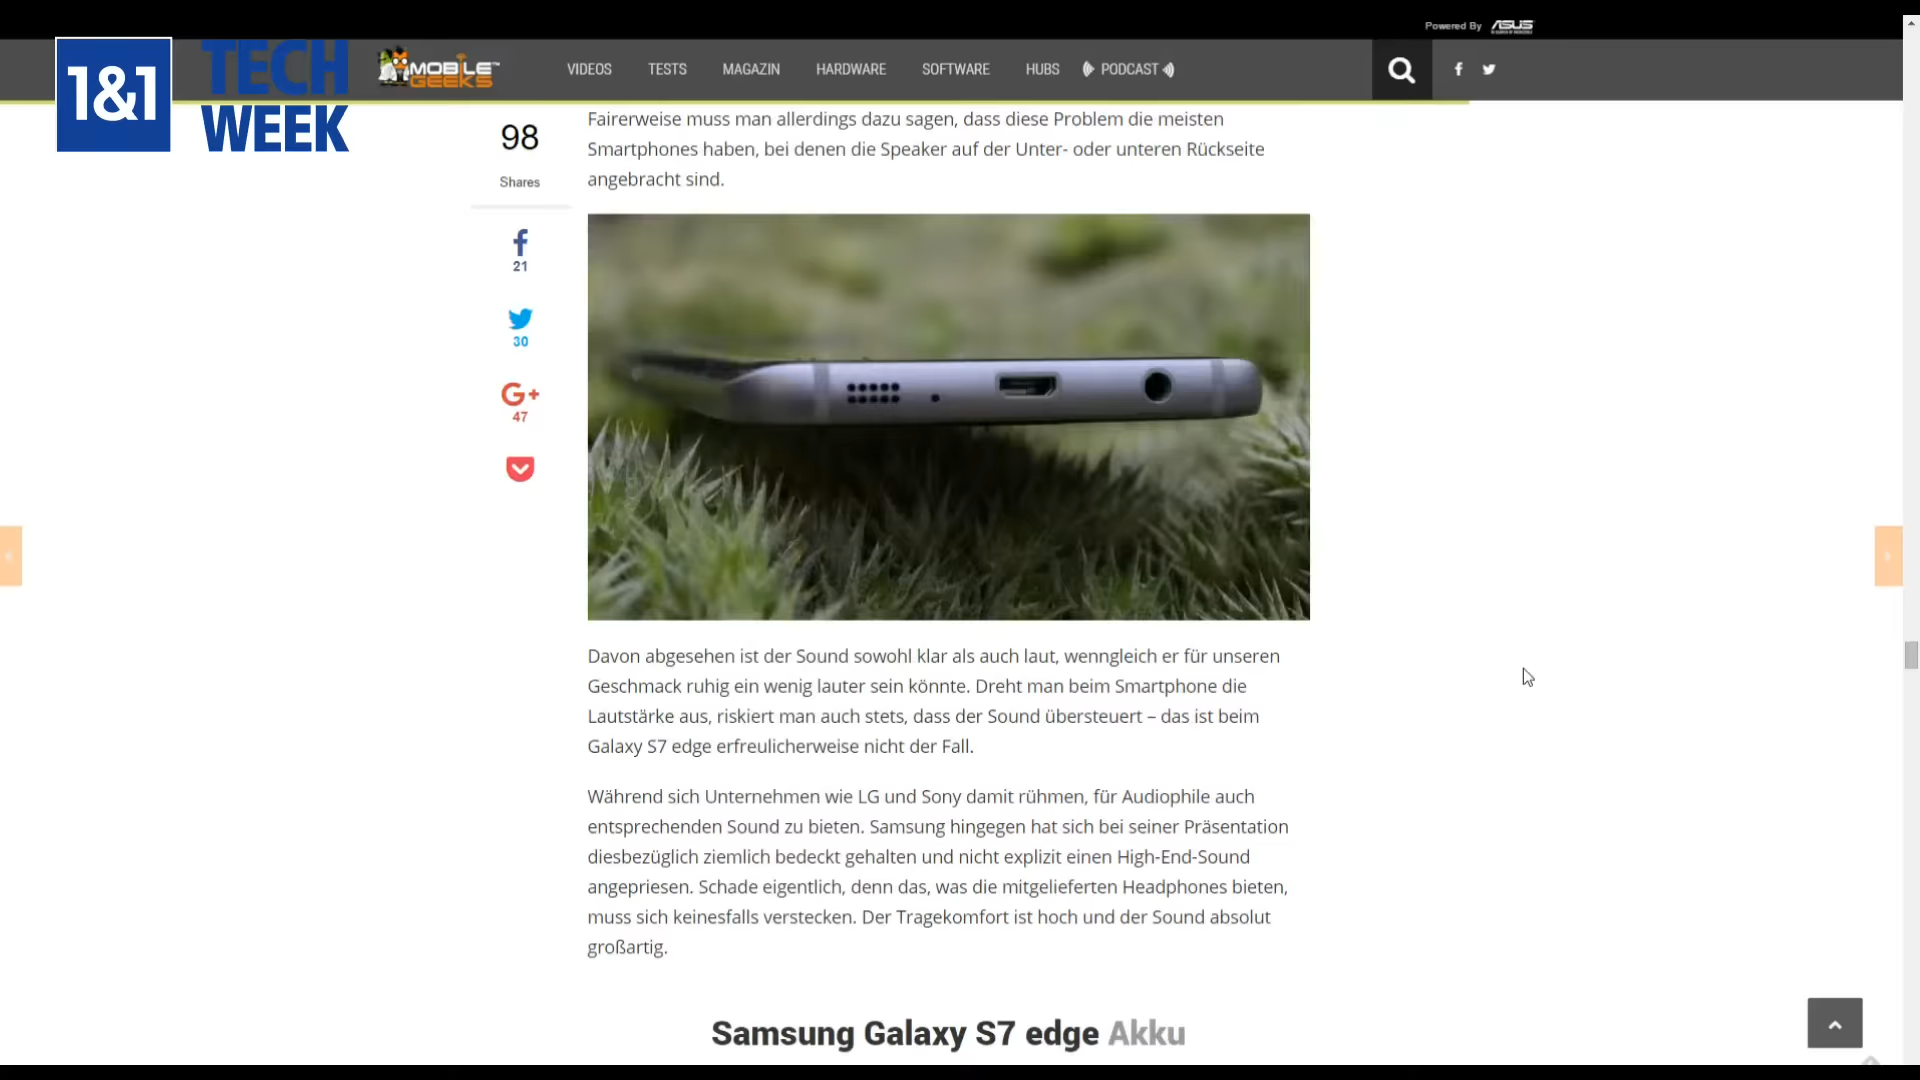 Powered By ASUS
1&1
TECH
WEEK
MOBILE
GEEKS
VIDEOS
TESTS
MAGAZIN
HARDWARE
SOFTWARE
HUBS
PODCAST
98
Shares
21
30
G+
47
Fairerweise muss man allerdings dazu sagen, dass diese Problem die meisten
Smartphones haben, bei denen die Speaker auf der Unter- oder unteren Rückseite
angebracht sind.
Davon abgesehen ist der Sound sowohl klar als auch laut, wenngleich er für unseren
Geschmack ruhig ein wenig lauter sein könnte. Dreht man beim Smartphone die
Lautstärke aus, riskiert man auch stets, dass der Sound übersteuert – das ist beim
Galaxy S7 edge erfreulicherweise nicht der Fall.
Während sich Unternehmen wie LG und Sony damit rühmen, für Audiophile auch
entsprechenden Sound zu bieten. Samsung hingegen hat sich bei seiner Präsentation
diesbezüglich ziemlich bedeckt gehalten und nicht explizit einen High-End-Sound
angepriesen. Schade eigentlich, denn das, was die mitgelieferten Headphones bieten,
muss sich keinesfalls verstecken. Der Tragekomfort ist hoch und der Sound absolut
großartig.
Samsung Galaxy S7 edge Akku